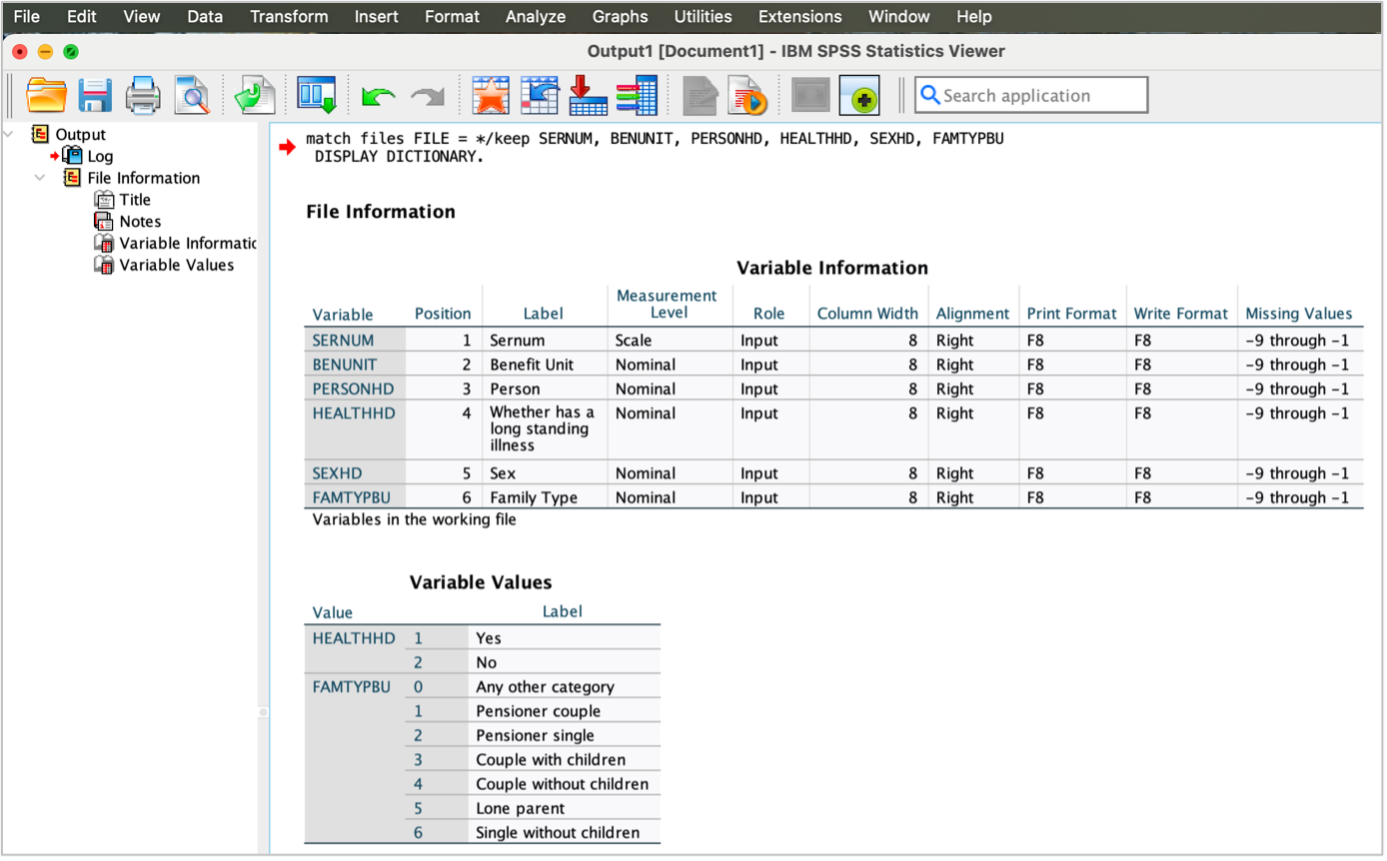 File Edit View Data Transform Insert Format Analyze Graphs Utilities Extensions Window Help
Output1 [Document1] - IBM SPSS Statistics Viewer
Search application
Output
Log
File Information
Title
Notes
Variable Informatic
Variable Values
match files FILE = */keep SERNUM, BENUNIT, PERSONHD, HEALTHHD, SEXHD, FAMTYPBU
DISPLAY DICTIONARY.
File Information
Variable Information
Variable Position Label Measurement Level Role Column Width Alignment Print Format Write Format Missing Values
SERNUM 1 Sernum Scale Input 8 Right F8 F8 -9 through -1
BENUNIT 2 Benefit Unit Nominal Input 8 Right F8 F8 -9 through -1
PERSONHD 3 Person Nominal Input 8 Right F8 F8 -9 through -1
HEALTHHD 4 Whether has a long standing illness Nominal Input 8 Right F8 F8 -9 through -1
SEXHD 5 Sex Nominal Input 8 Right F8 F8 -9 through -1
FAMTYPBU 6 Family Type Nominal Input 8 Right F8 F8 -9 through -1
Variables in the working file
Variable Values
Value Label
HEALTHHD 1 Yes
2 No
FAMTYPBU 0 Any other category
1 Pensioner couple
2 Pensioner single
3 Couple with children
4 Couple without children
5 Lone parent
6 Single without children